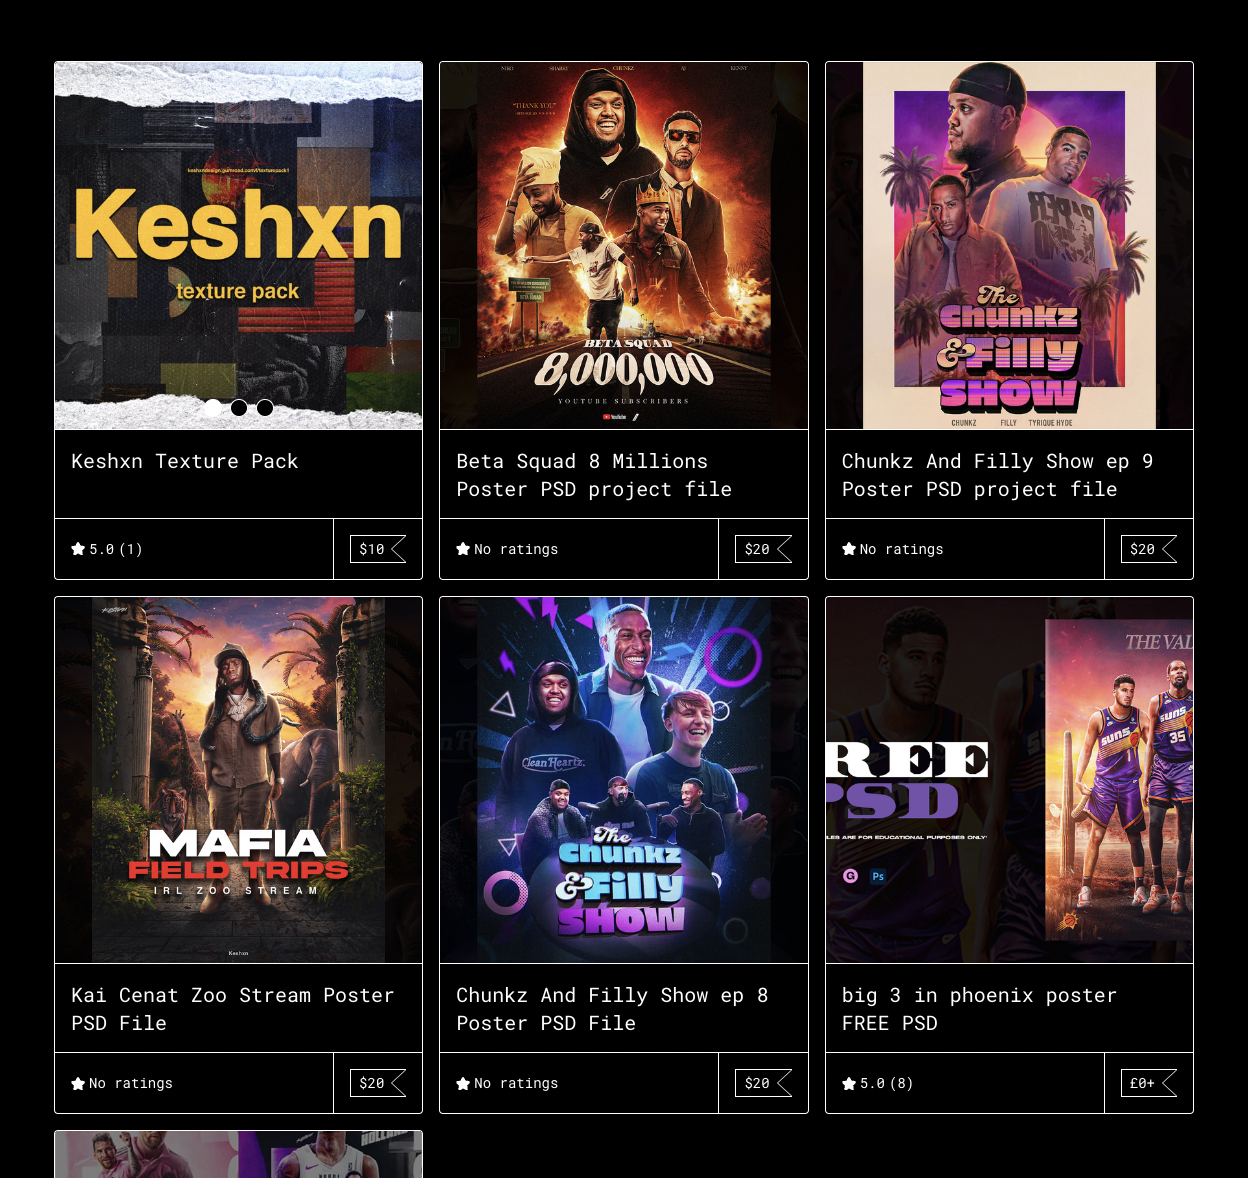 keshxndesign.gumroad.com/l/texturepack1
Keshxn
texture pack
NIKO SHARKY CHUNKZ AJ KENNY
"THANK YOU"
BETA SQUAD
8,000,000
YOUTUBE SUBSCRIBERS
YouTube
The
Chunkz
&Filly
SHOW
CHUNKZ FILLY TYRIQUE HYDE
Keshxn Texture Pack
Beta Squad 8 Millions
Poster PSD project file
Chunkz And Filly Show ep 9
Poster PSD project file
5.0 (1)
$10
No ratings
$20
No ratings
$20
MAFIA
FIELD TRIPS
IRL ZOO STREAM
Keshxn
CleanHeartz.
The
Chunkz
&Filly
SHOW
THE VAL
REE
PSD
LES ARE FOR EDUCATIONAL PURPOSES ONLY"
G
Ps
SUNS
1
SUNS
35
Kai Cenat Zoo Stream Poster
PSD File
Chunkz And Filly Show ep 8
Poster PSD File
big 3 in phoenix poster
FREE PSD
No ratings
$20
No ratings
$20
5.0 (8)
£0+
HOLLAND